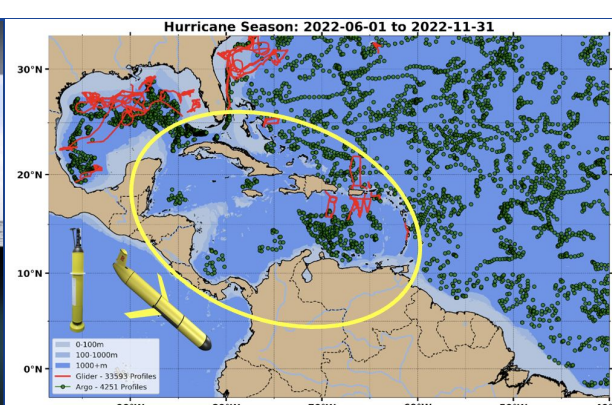 Hurricane Season: 2022-06-01 to 2022-11-31
30°N
20°N
10°N
0°N
0-100m
100-1000m
1000+m
Glider - 33593 Profiles
Argo - 4251 Profiles